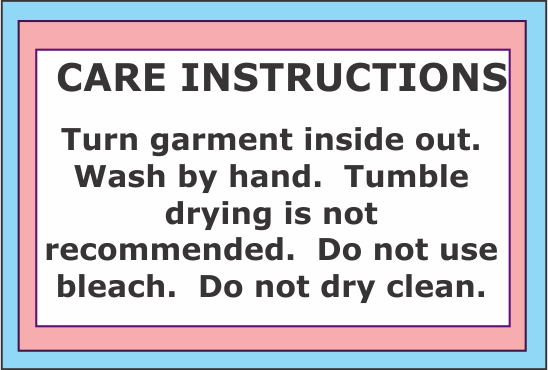 CARE INSTRUCTIONS
Turn garment inside out.
Wash by hand.  Tumble
drying is not
recommended.  Do not use
bleach.  Do not dry clean.